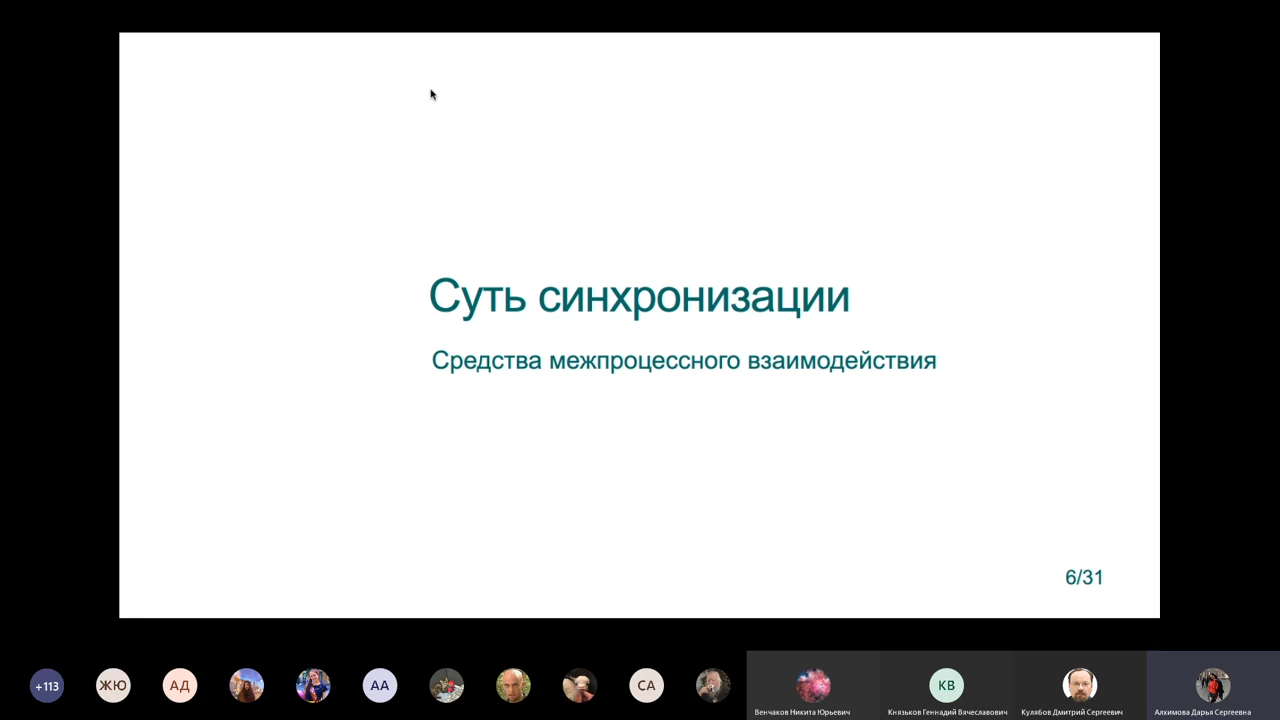 Суть синхронизации
Средства межпроцессного взаимодействия
6/31
+113
ЖЮ
АД
АА
СА
КВ
Венчаков Никита Юрьевич
Князьков Геннадий Вячеславович
Кулябов Дмитрий Сергеевич
Алхимова Дарья Сергеевна